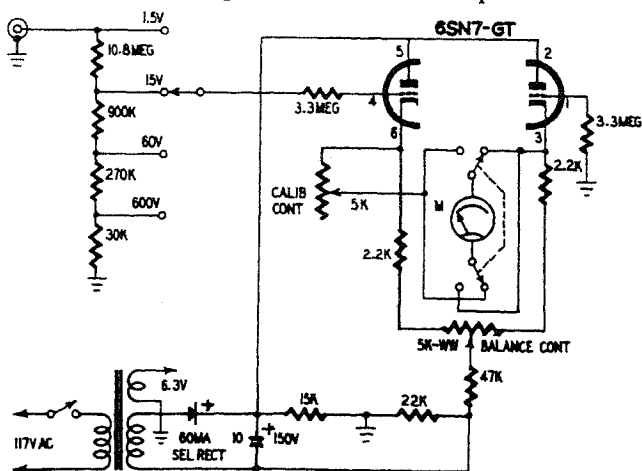 6SN7-GT
1.5V
10.8MEG
15V
900K
60V
270K
600V
30K
3.3MEG
5
4
6
2
1
3
3.3MEG
2.2K
CALIB
CONT
5K
M
2.2K
5K-WW
BALANCE CONT
47K
6.3V
117V AC
60MA
SEL RECT
+
10
+
150V
15K
22K